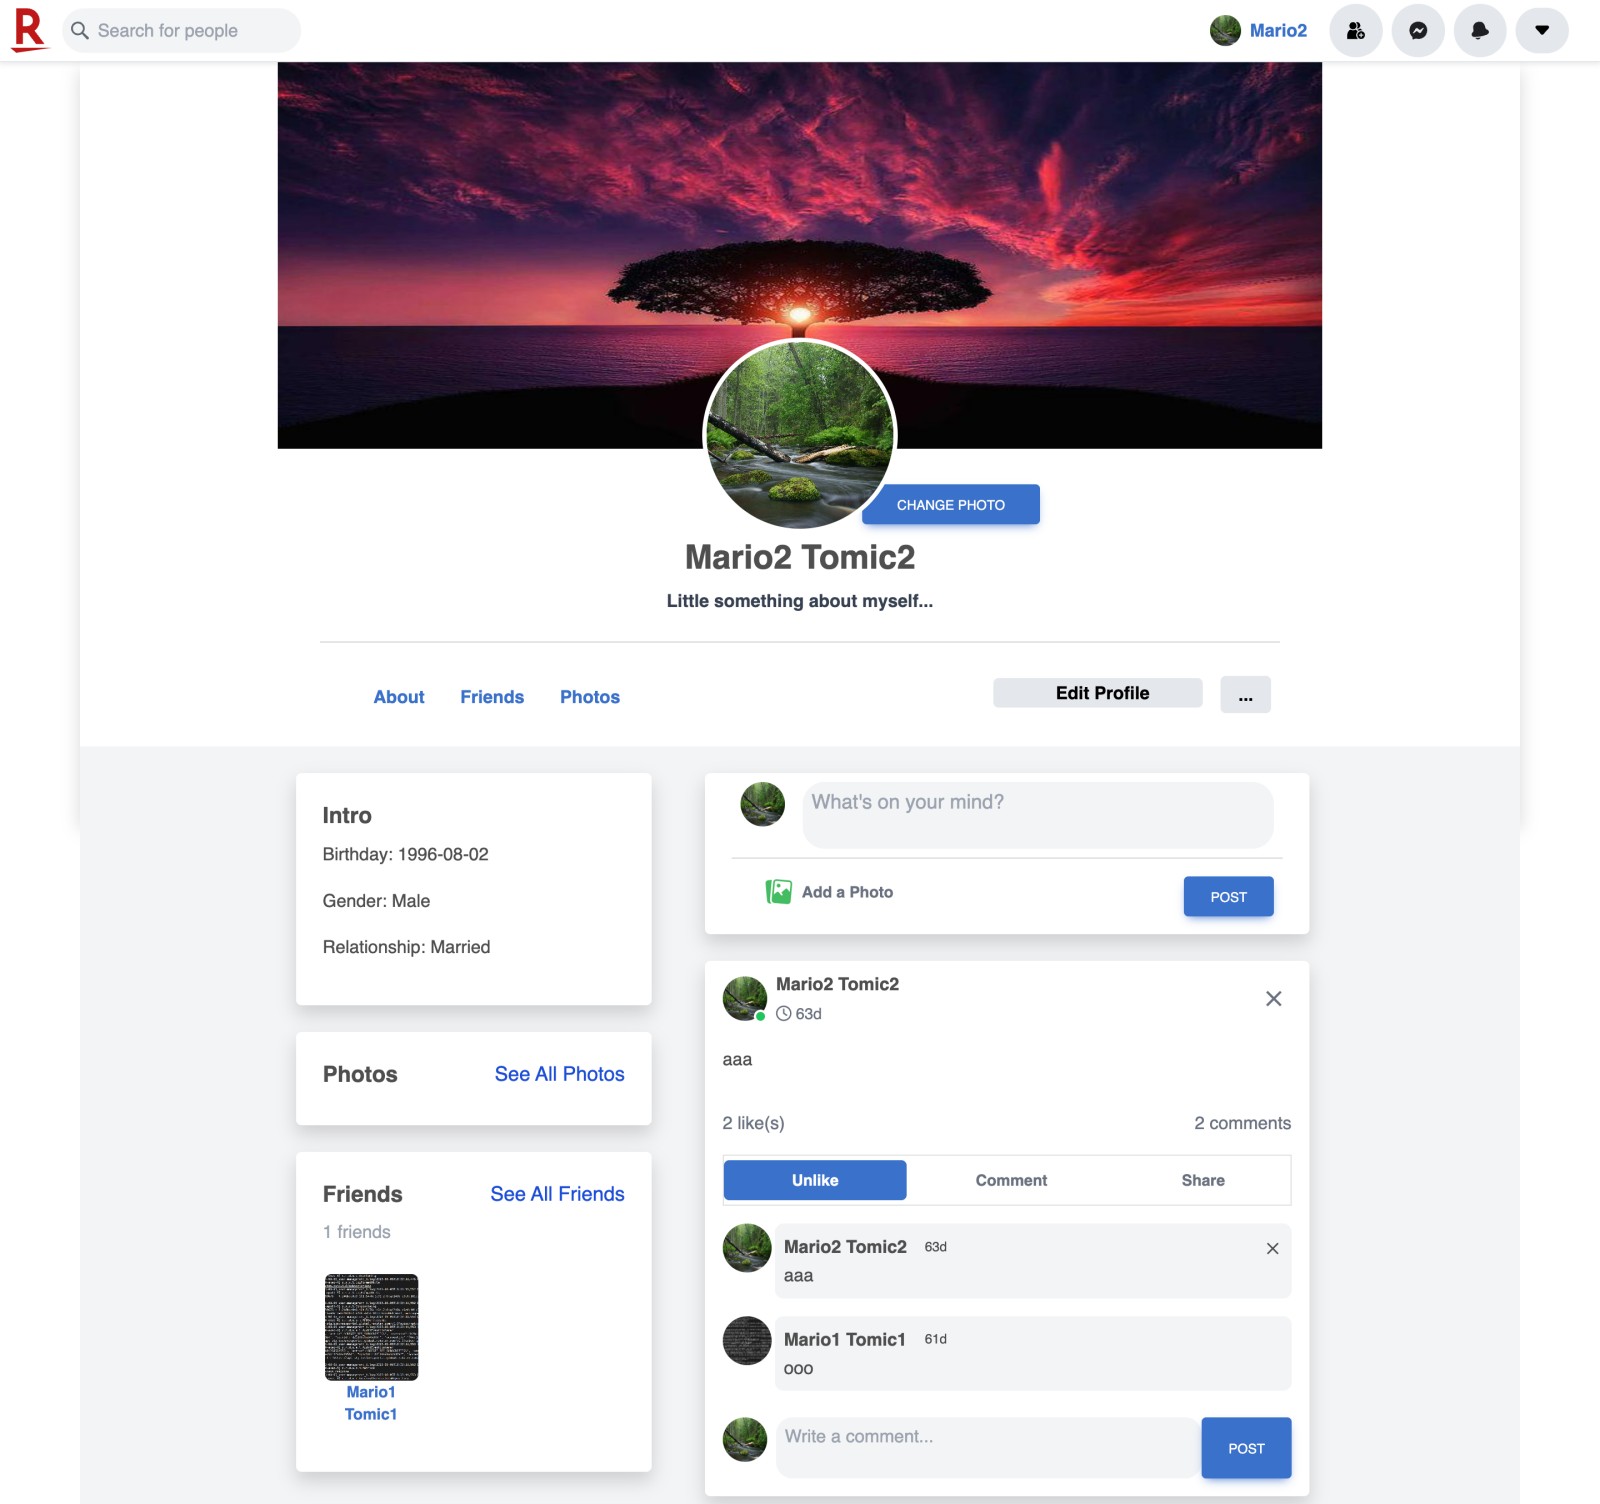 R
Search for people
Mario2
CHANGE PHOTO
Mario2 Tomic2
Little something about myself...
About
Friends
Photos
Edit Profile
...
Intro
Birthday: 1996-08-02
Gender: Male
Relationship: Married
Photos
See All Photos
Friends
See All Friends
1 friends
Mario1
Tomic1
What's on your mind?
Add a Photo
POST
Mario2 Tomic2
63d
aaa
2 like(s)
2 comments
Unlike
Comment
Share
Mario2 Tomic2
63d
aaa
Mario1 Tomic1
61d
ooo
Write a comment...
POST